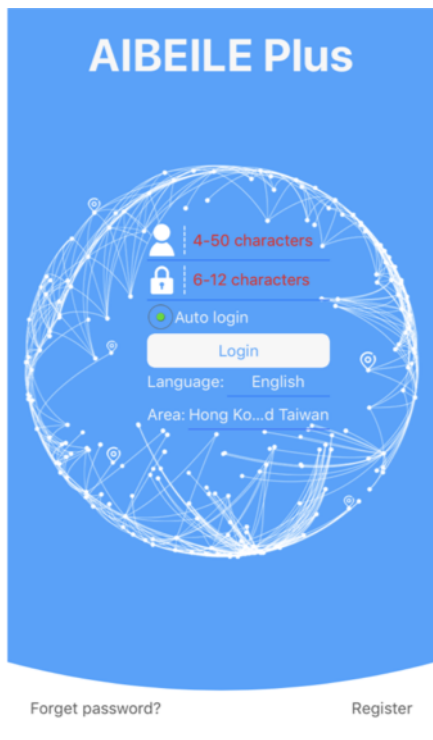 AIBEILE Plus
4-50 characters
6-12 characters
Auto login
Login
Language: English
Area: Hong Ko...d Taiwan
Forget password? Register